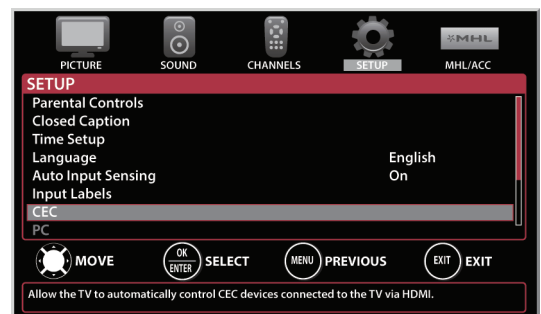 MHL
PICTURE SOUND CHANNELS SETUP MHL/ACC
SETUP
Parental Controls
Closed Caption
Time Setup
Language English
Auto Input Sensing On
Input Labels
CEC
PC
MOVE OK ENTER SELECT MENU PREVIOUS EXIT EXIT
Allow the TV to automatically control CEC devices connected to the TV via HDMI.